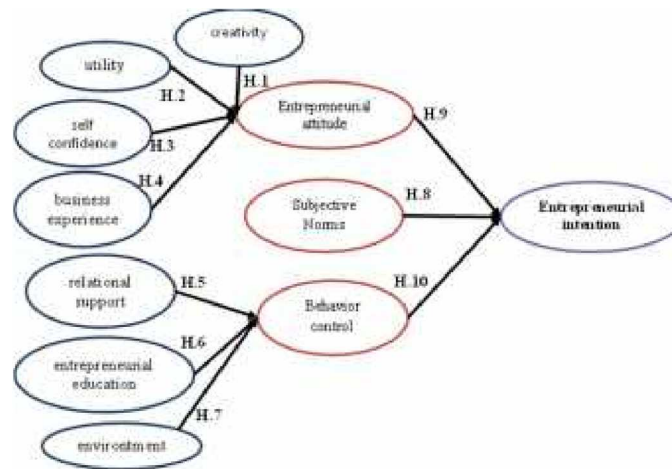 creativity
utility
H.1
H.2
Entrepreneurial
attitude
H.9
self
confidence
H.3
H.4
business
experience
Subjective
Norms
H.8
Entrepreneurial
intention
relational
support
H.5
Behavior
control
H.10
H.6
entrepreneurial
education
H.7
environtment